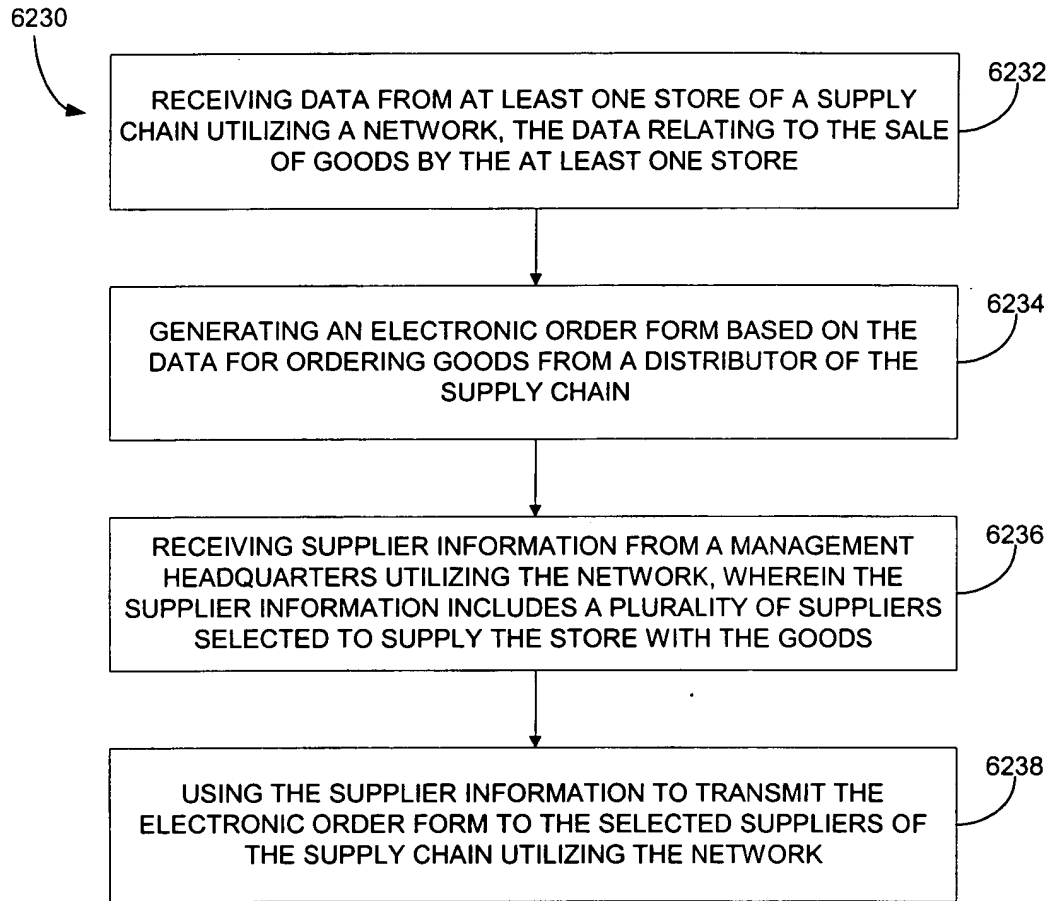 6230
6232
RECEIVING DATA FROM AT LEAST ONE STORE OF A SUPPLY
CHAIN UTILIZING A NETWORK, THE DATA RELATING TO THE SALE
OF GOODS BY THE AT LEAST ONE STORE
6234
GENERATING AN ELECTRONIC ORDER FORM BASED ON THE
DATA FOR ORDERING GOODS FROM A DISTRIBUTOR OF THE
SUPPLY CHAIN
6236
RECEIVING SUPPLIER INFORMATION FROM A MANAGEMENT
HEADQUARTERS UTILIZING THE NETWORK, WHEREIN THE
SUPPLIER INFORMATION INCLUDES A PLURALITY OF SUPPLIERS
SELECTED TO SUPPLY THE STORE WITH THE GOODS
6238
USING THE SUPPLIER INFORMATION TO TRANSMIT THE
ELECTRONIC ORDER FORM TO THE SELECTED SUPPLIERS OF
THE SUPPLY CHAIN UTILIZING THE NETWORK